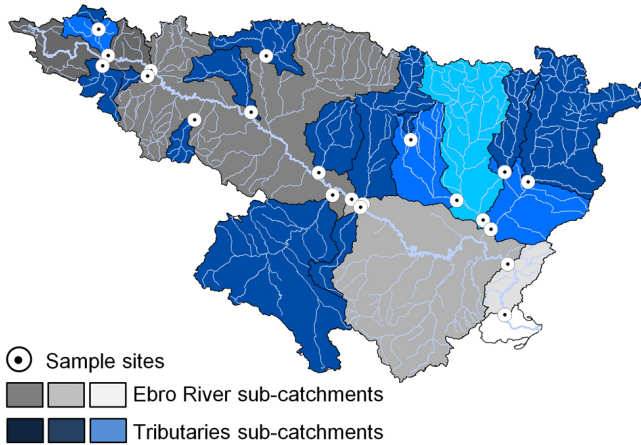 Sample sites
Ebro River sub-catchments
Tributaries sub-catchments